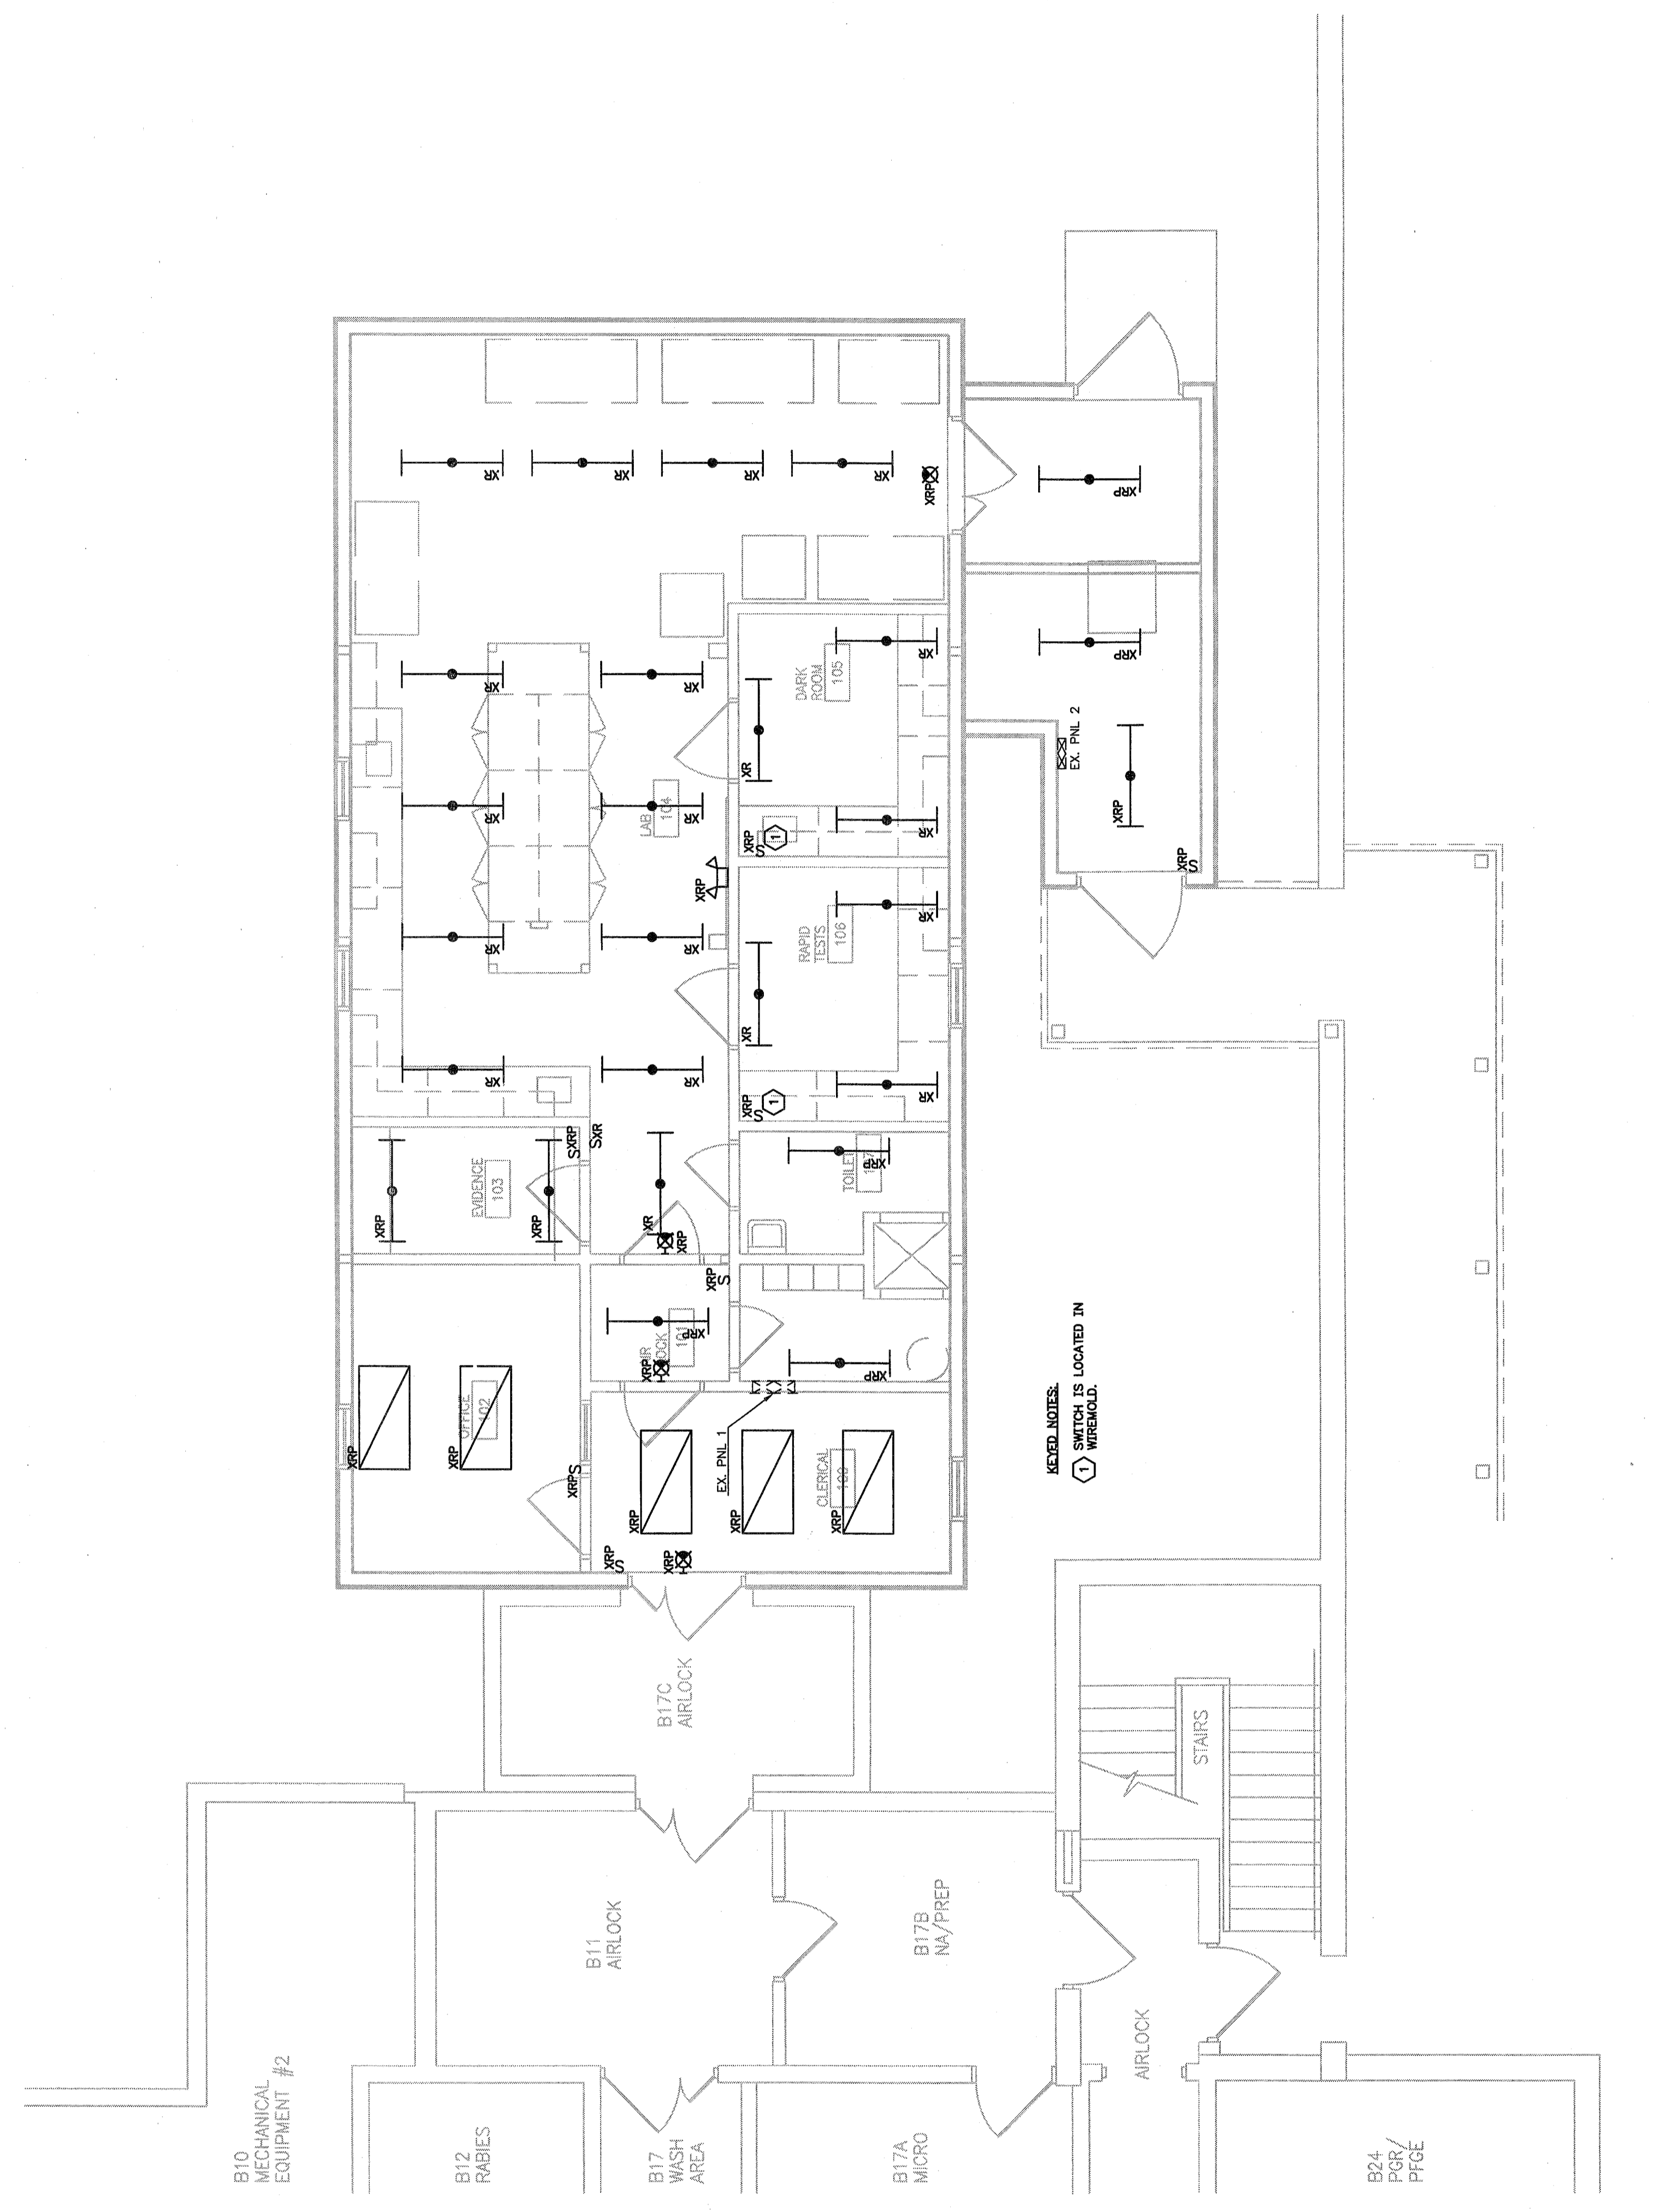 B10
MECHANICAL
EQUIPMENT #2
B12
RABIES
B17
WASH
AREA
B17A
MICRO
B24
PGR/
PFGE
B11
AIRLOCK
B17B
NA/PREP
AIRLOCK
STAIRS
B17C
AIRLOCK
XRP
XRP
OFFICE
102
XRP
S
XRP
S
XRP
XRP
XRP
XRP
CLERICAL
100
EX. PNL 1
XRP
XRP
101
XRP
S
XRP
XRP
XRP
EVIDENCE
103
XRP
S
S
XR
XR
XRP
TOILET
XRP
XR
XR
XR
XR
XR
XR
XR
XR
LAB
104
XRP
XR
XR
XR
XR
XRP
XRP
S
1
XR
RAPID
TESTS
106
XR
XR
XRP
S
1
XR
DARK
ROOM
105
XR
XR
EX. PNL 2
XRP
S
XRP
XRP
XRP
KEYED NOTES:
1 SWITCH IS LOCATED IN
WIREMOLD.